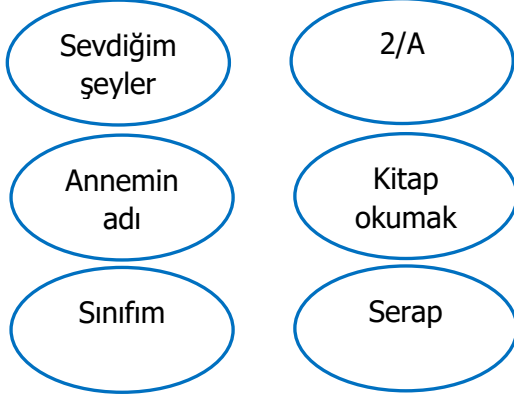 Sevdiğim
şeyler
2/A
Annemin
adı
Kitap
okumak
Sınıfım
Serap